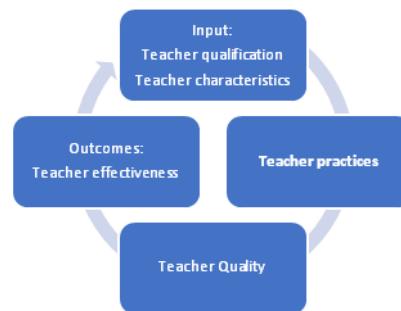 Input:
Teacher qualification
Teacher characteristics
Teacher practices
Teacher Quality
Outcomes:
Teacher effectiveness